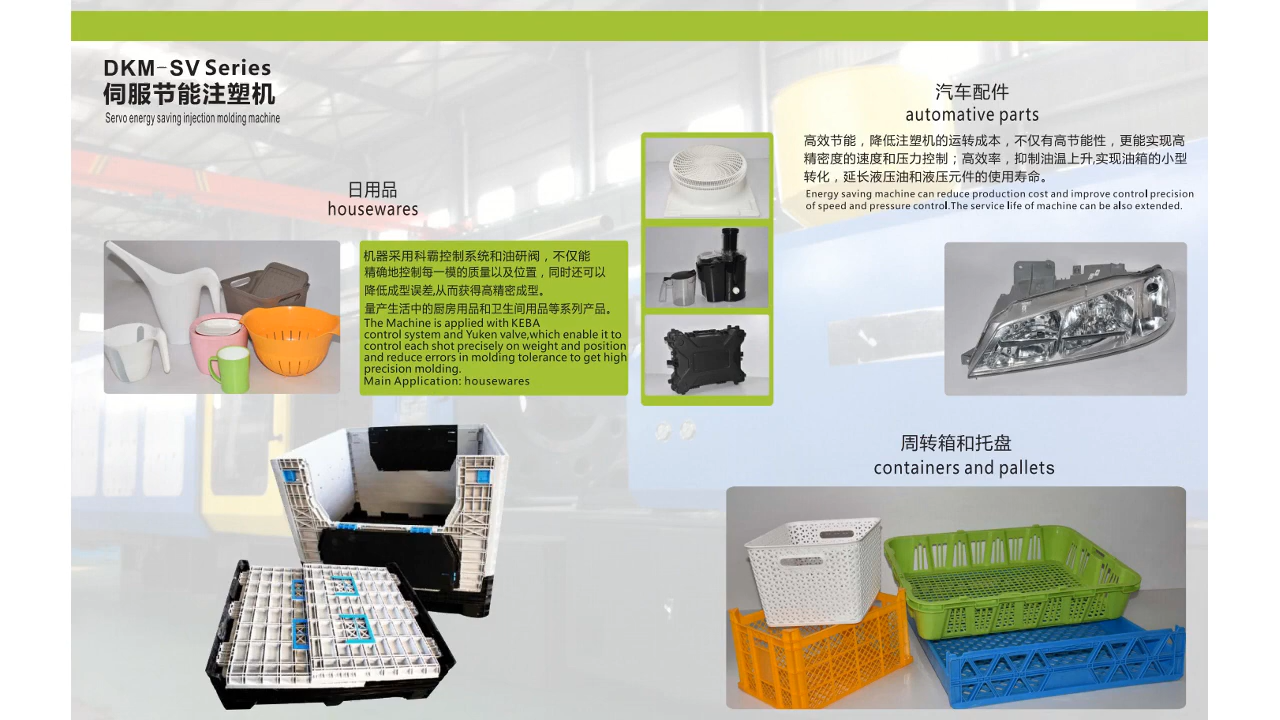 DKM-SV Series
伺服节能注塑机
Servo energy saving injection molding machine
日用品
housewares
机器采用科霸控制系统和油研阀，不仅能
精确地控制每一模的质量以及位置，同时还可以
降低成型误差,从而获得高精密成型。
量产生活中的厨房用品和卫生间用品等系列产品。
The Machine is applied with KEBA
control system and Yuken valve,which enable it to
control each shot precisely on weight and position
and reduce errors in molding tolerance to get high
precision molding.
Main Application: housewares
汽车配件
automative parts
高效节能，降低注塑机的运转成本，不仅有高节能性，更能实现高
精密度的速度和压力控制；高效率，抑制油温上升,实现油箱的小型
转化，延长液压油和液压元件的使用寿命。
Energy saving machine can reduce production cost and improve control precision
of speed and pressure control.The service life of machine can be also extended.
周转箱和托盘
containers and pallets